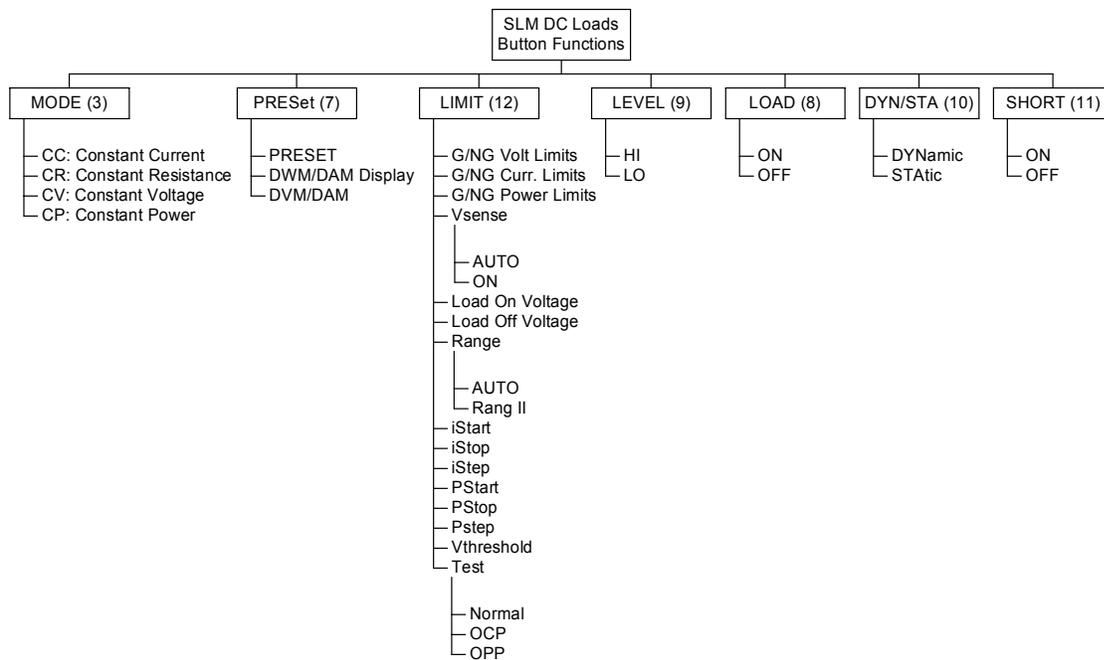 SLM DC Loads
Button Functions
MODE (3)
CC: Constant Current
CR: Constant Resistance
CV: Constant Voltage
CP: Constant Power
PRESet (7)
PRESET
DWM/DAM Display
DVM/DAM
LIMIT (12)
G/NG Volt Limits
G/NG Curr. Limits
G/NG Power Limits
Vsense
AUTO
ON
Load On Voltage
Load Off Voltage
Range
AUTO
Rang II
iStart
iStop
iStep
PStart
PStop
Pstep
Vthreshold
Test
Normal
OCP
OPP
LEVEL (9)
HI
LO
LOAD (8)
ON
OFF
DYN/STA (10)
DYNamic
STAtic
SHORT (11)
ON
OFF